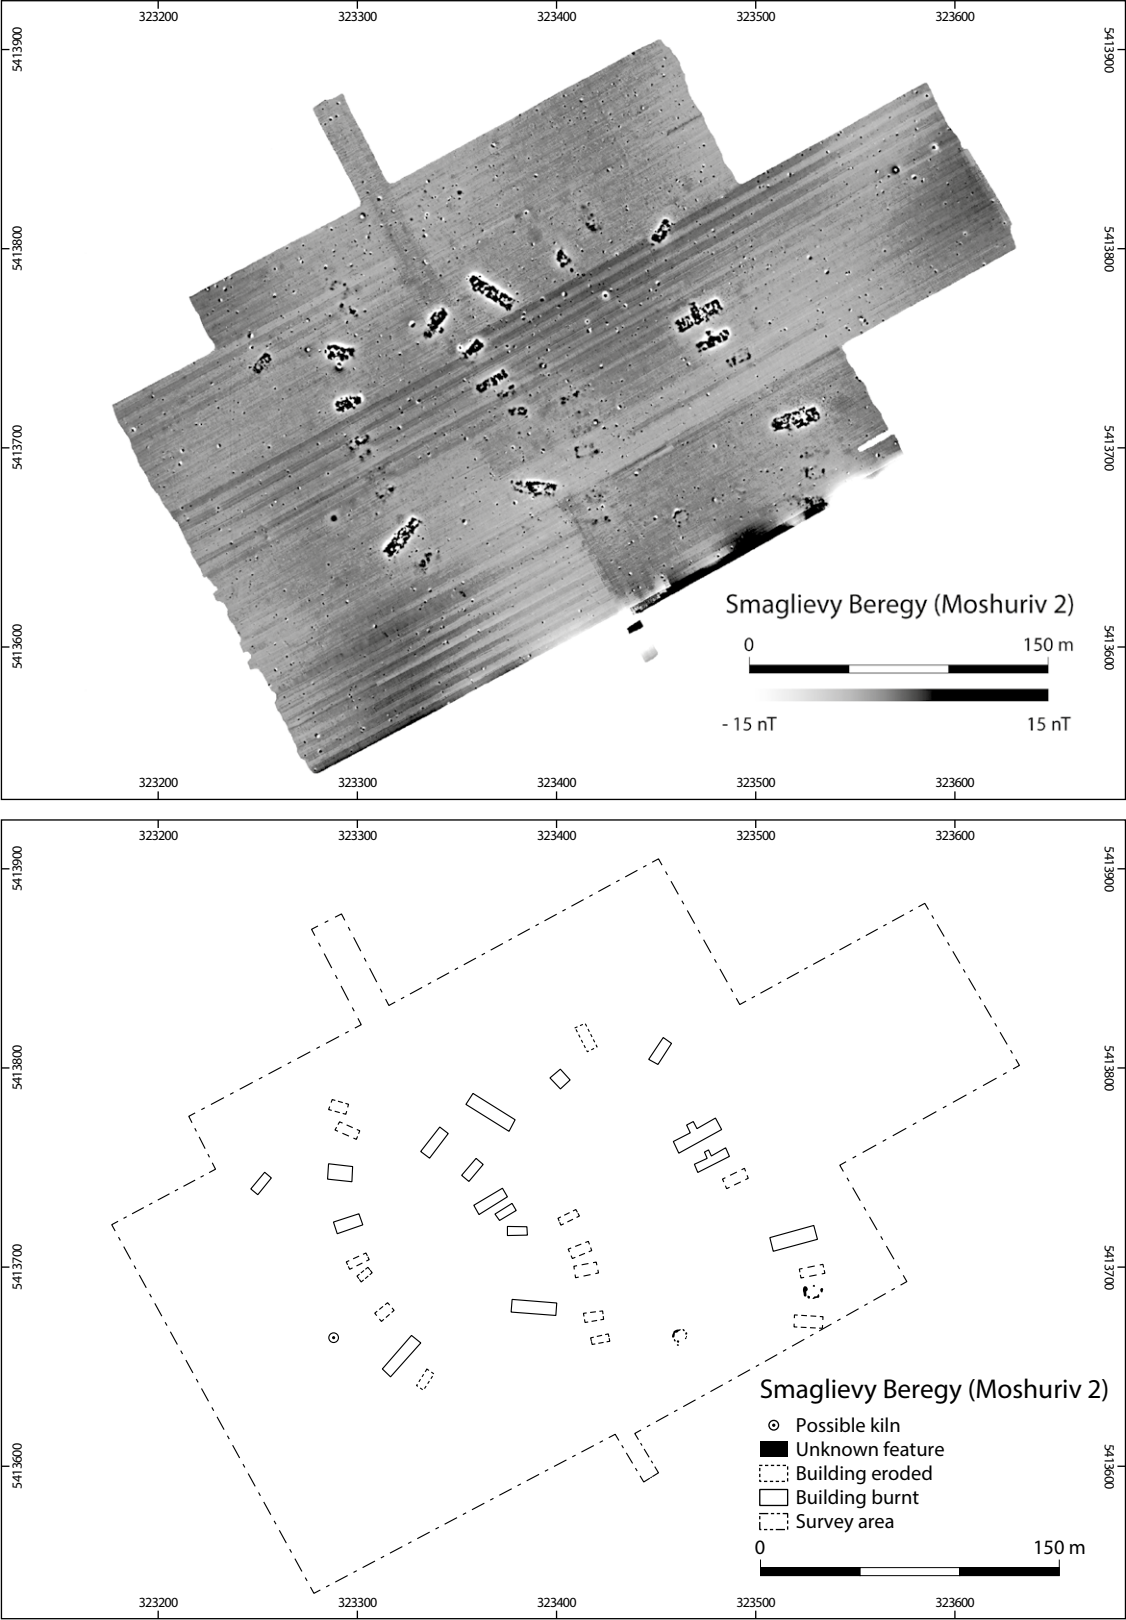 323200 323300 323400 323500 323600
5413900 5413900
5413800 5413800
5413700 5413700
5413600 5413600
Smaglievy Beregy (Moshuriv 2)
0 150 m
- 15 nT 15 nT
323200 323300 323400 323500 323600
323200 323300 323400 323500 323600
5413900 5413900
5413800 5413800
5413700 5413700
5413600 5413600
Smaglievy Beregy (Moshuriv 2)
Possible kiln
Unknown feature
Building eroded
Building burnt
Survey area
0 150 m
323200 323300 323400 323500 323600